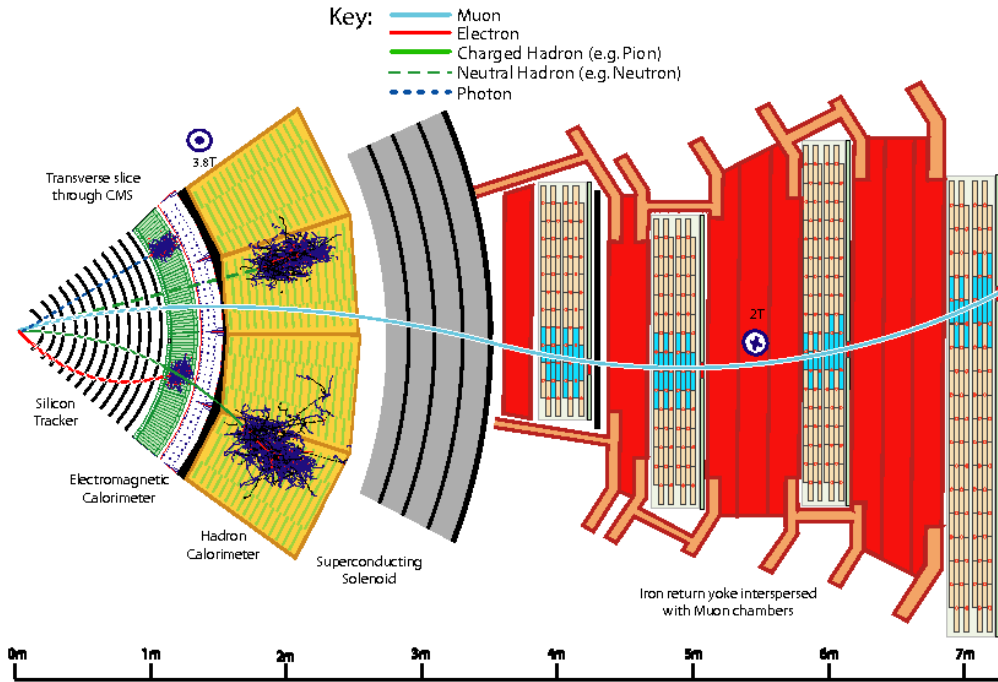 Key:
Muon
Electron
Charged Hadron (e.g. Pion)
Neutral Hadron (e.g. Neutron)
Photon
3.8T
Transverse slice
through CMS
2T
Silicon
Tracker
Electromagnetic
Calorimeter
Hadron
Calorimeter
Superconducting
Solenoid
Iron return yoke interspersed
with Muon chambers
0m
1m
2m
3m
4m
5m
6m
7m